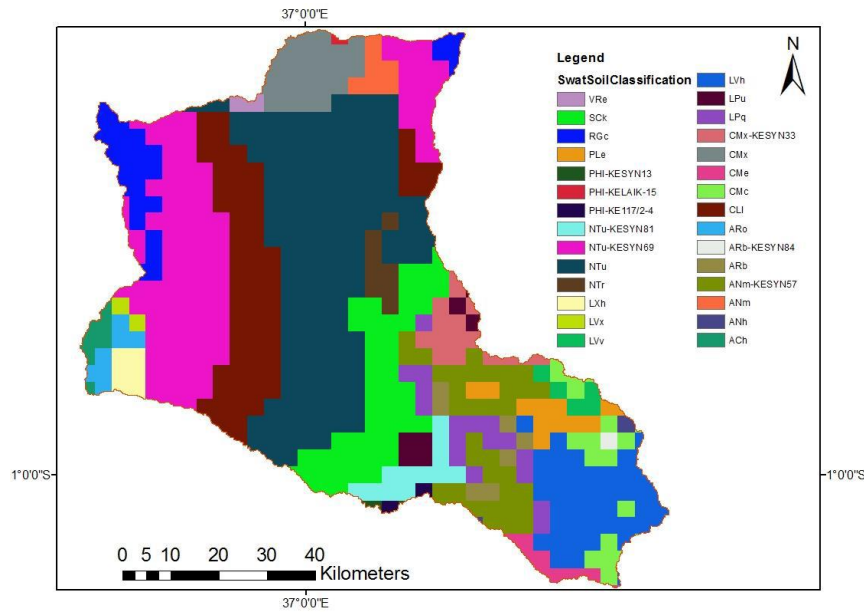 37°0'0"E
N
Legend
SwatSoilClassification
VRe
SCk
RGc
PLe
PHI-KESYN13
PHI-KELAIK-15
PHI-KE117/2-4
NTu-KESYN81
NTu-KESYN69
NTu
NTr
LXh
LVx
LVv
LVh
LPu
LPq
CMx-KESYN33
CMx
CMe
CMc
CLl
ARo
ARb-KESYN84
ARb
ANm-KESYN57
ANm
ANh
ACh
1°0'0"S
1°0'0"S
0 5 10 20 30 40
Kilometers
37°0'0"E